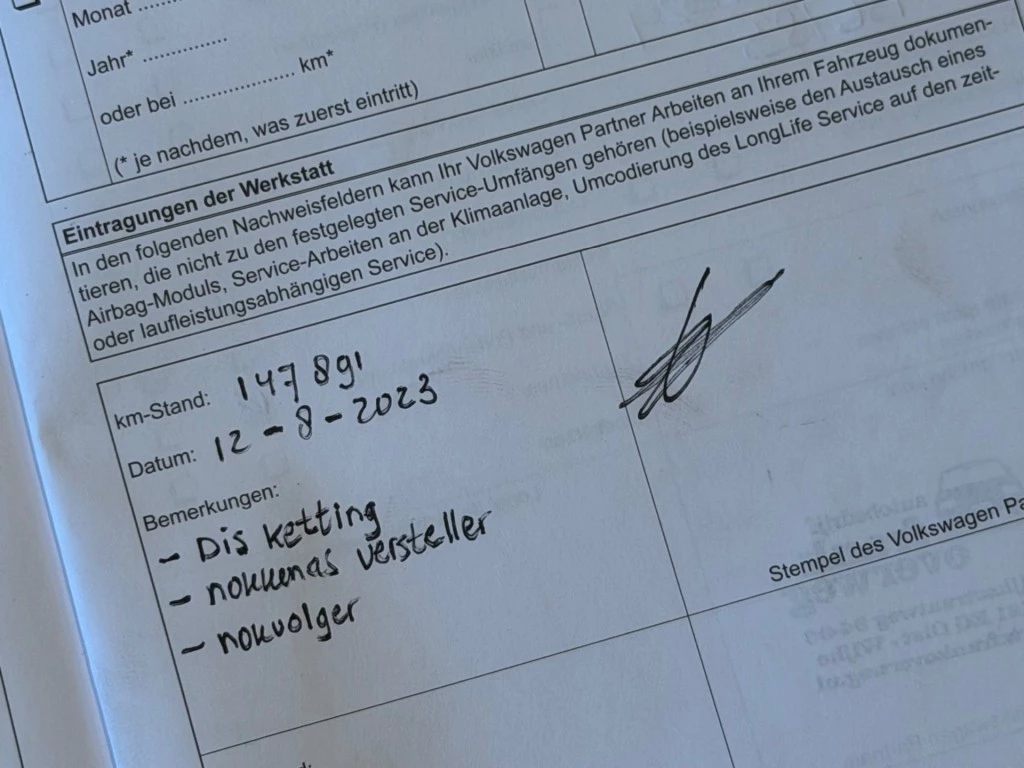 Monat ..........
Jahr* ..............
oder bei .................. km*
(* je nachdem, was zuerst eintritt)
Eintragungen der Werkstatt
In den folgenden Nachweisfeldern kann Ihr Volkswagen Partner Arbeiten an Ihrem Fahrzeug dokumen-
tieren, die nicht zu den festgelegten Service-Umfängen gehören (beispielsweise den Austausch eines
Airbag-Moduls, Service-Arbeiten an der Klimaanlage, Umcodierung des LongLife Service auf den zeit-
oder laufleistungsabhängigen Service).
km-Stand: 147 891
Datum: 12 - 8 - 2023
Bemerkungen:
- Dis ketting
- nokkenas versteller
- nokvolger
Stempel des Volkswagen Pa